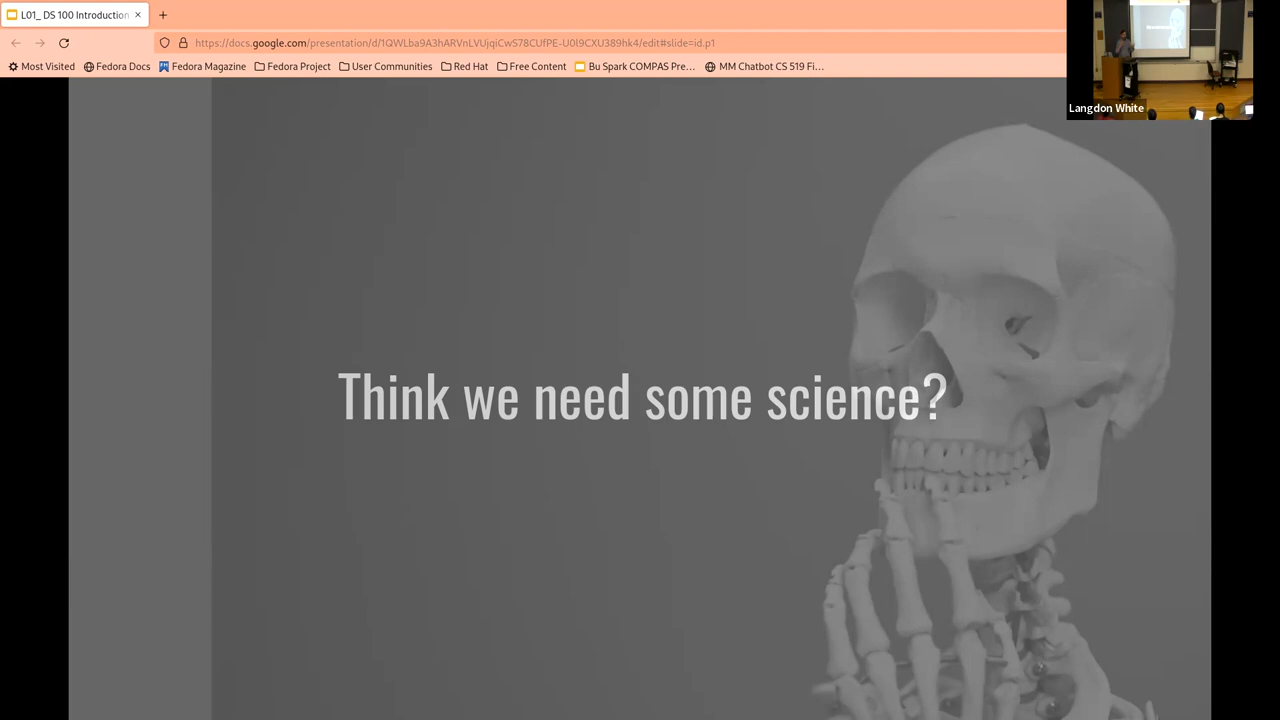 L01_ DS 100 Introduction
https://docs.google.com/presentation/d/1QWLba9A3hARVnLVUjqiCwS78CUfPE-U0l9CXU389hk4/edit#slide=id.p1
Most Visited
Fedora Docs
Fedora Magazine
Fedora Project
User Communities
Red Hat
Free Content
Bu Spark COMPAS Pre…
MM Chatbot CS 519 Fi…
Langdon White
Think we need some science?